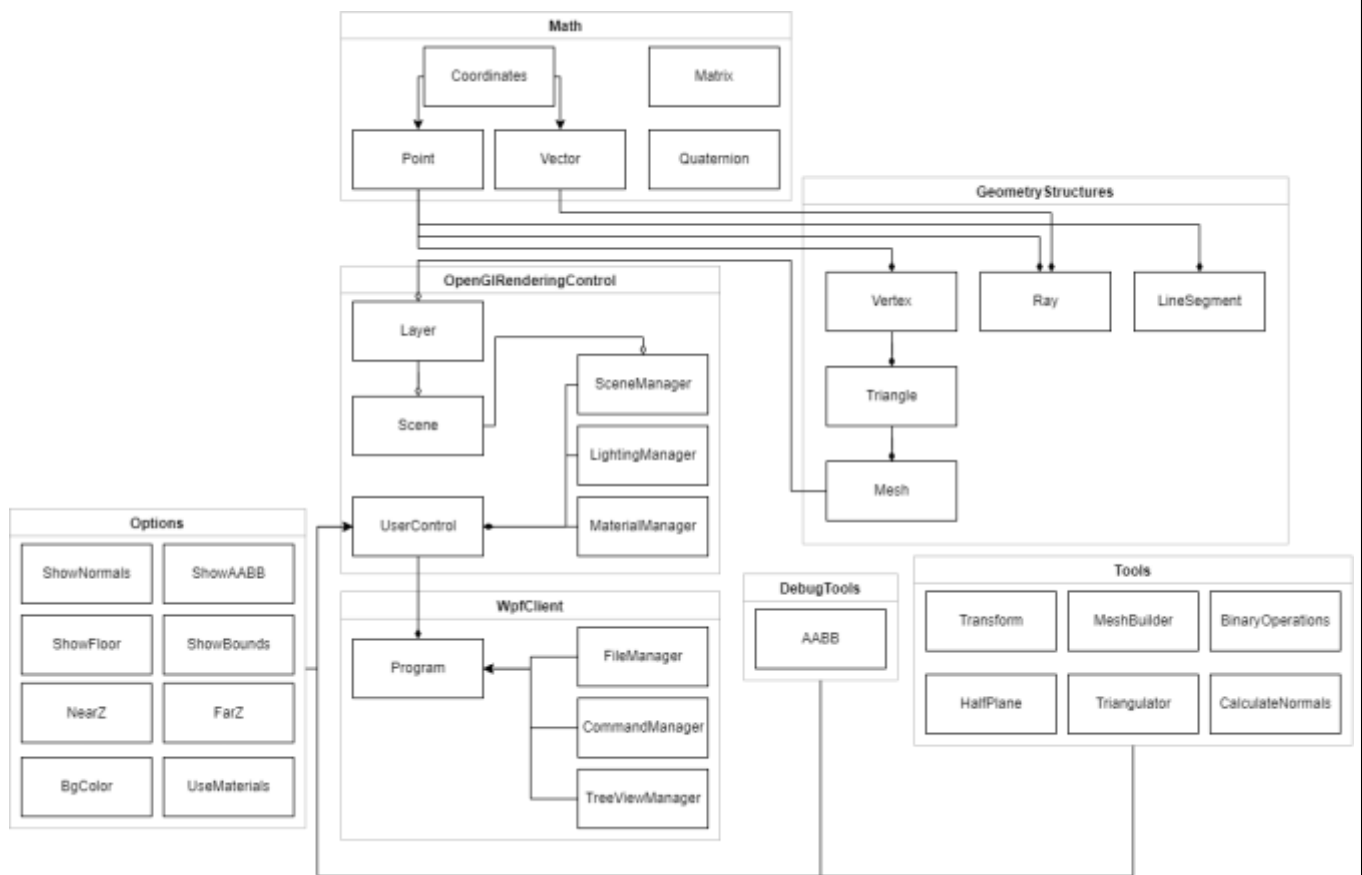 Math
Coordinates
Matrix
Point
Vector
Quaternion
GeometryStructures
Vertex
Ray
LineSegment
Triangle
Mesh
OpenGlRenderingControl
Layer
SceneManager
Scene
LightingManager
UserControl
MaterialManager
Options
ShowNormals
ShowAABB
ShowFloor
ShowBounds
NearZ
FarZ
BgColor
UseMaterials
WpfClient
Program
FileManager
CommandManager
TreeViewManager
DebugTools
AABB
Tools
Transform
MeshBuilder
BinaryOperations
HalfPlane
Triangulator
CalculateNormals